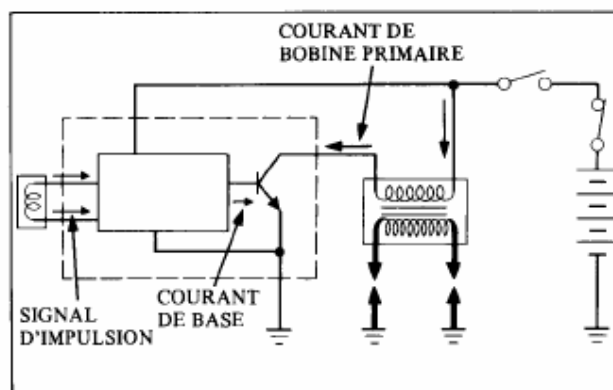 COURANT DE
BOBINE PRIMAIRE
SIGNAL
D'IMPULSION
COURANT
DE BASE